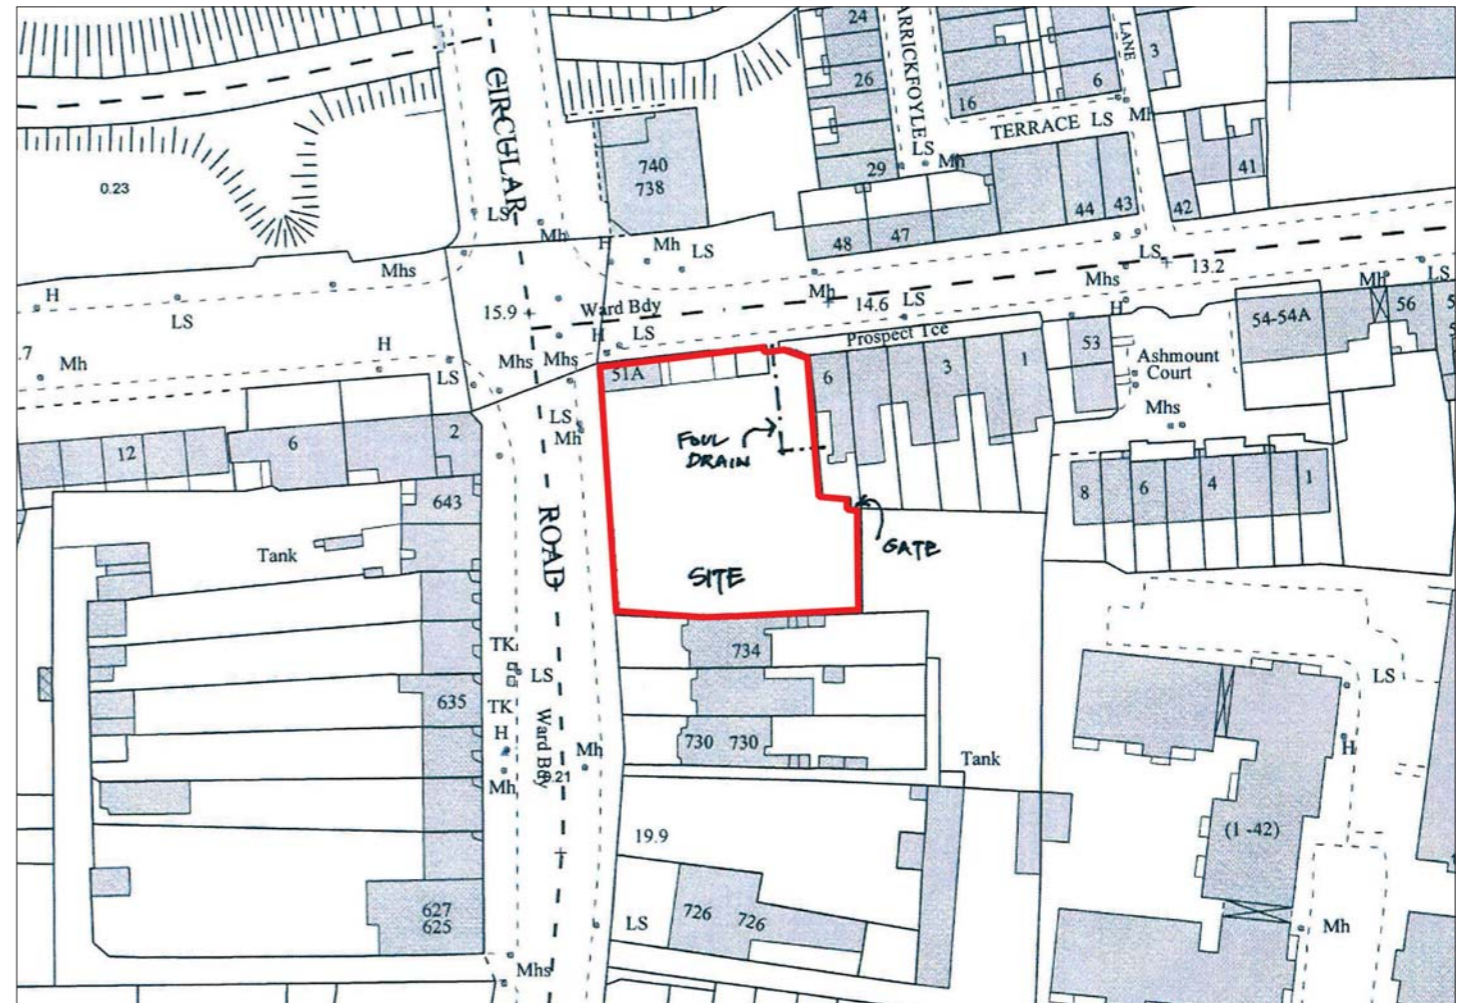 24
3
26
6
16
CIRCULAR
TERRACE LS
Mh
740
738
LS
Mh
29
41
0.23
LS
44
43
42
Mh
H
Mh
LS
48
47
Mhs
LS
13.2
H
Mhs
LS
Mh
LS
15.9
Ward Bdy
Mh
14.6
LS
H
54-54A
56
H
LS
Prospect Tce
53
Mh
Mhs
Mhs
Ashmount
Court
LS
51A
6
3
1
LS
Mh
Mhs
12
6
2
FOUL
DRAIN
643
8
6
4
1
ROAD
GATE
Tank
SITE
TK
734
LS
LS
635
TK
H
Ward Bdy
730 730
H
Mh
Tank
Mh
19.9
(1 -42)
627
625
LS
726 726
Mh
Mhs